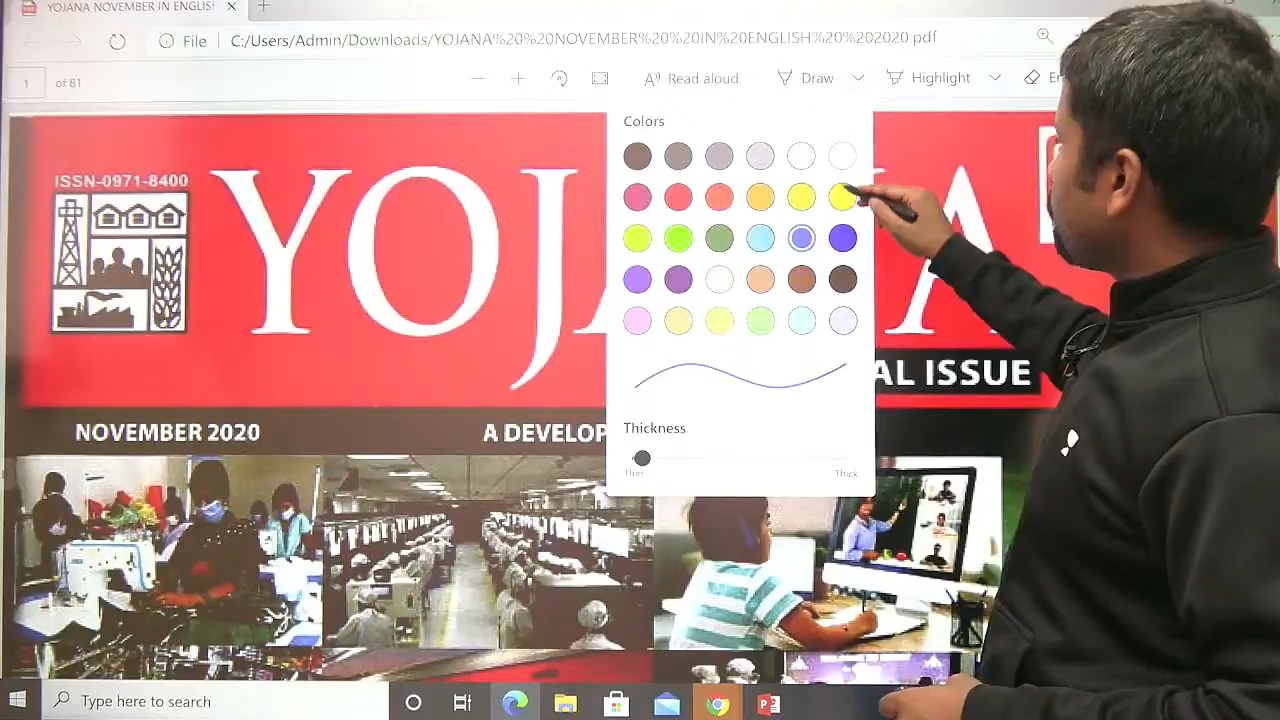 YOJANA NOVEMBER IN ENGLISH
File C:/Users/Admin/Downloads/YOJANA%20%20NOVEMBER%20%20IN%20ENGLISH%20%202020.pdf
1 of 81
Read aloud Draw Highlight
Colors
ISSN-0971-8400
YOJANA
AL ISSUE
Thickness
NOVEMBER 2020
A DEVELOP
Thin Thick
Type here to search